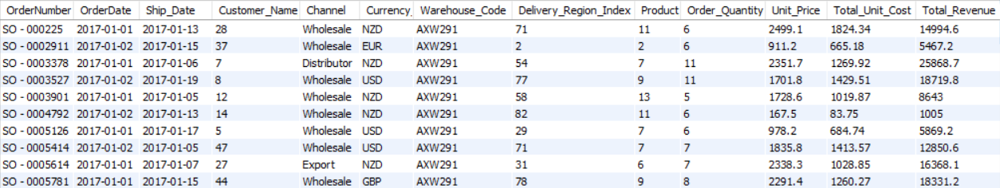 OrderNumber OrderDate Ship_Date Customer_Name Channel Currency_ Warehouse_Code Delivery_Region_Index Product Order_Quantity Unit_Price Total_Unit_Cost Total_Revenue
SO - 000225 2017-01-01 2017-01-13 28 Wholesale NZD AXW291 71 11 6 2499.1 1824.34 14994.6
SO - 0002911 2017-01-02 2017-01-15 37 Wholesale EUR AXW291 2 2 6 911.2 665.18 5467.2
SO - 0003378 2017-01-01 2017-01-06 7 Distributor NZD AXW291 54 7 11 2351.7 1269.92 25868.7
SO - 0003527 2017-01-02 2017-01-19 8 Wholesale USD AXW291 77 9 11 1701.8 1429.51 18719.8
SO - 0003901 2017-01-01 2017-01-05 12 Wholesale NZD AXW291 58 13 5 1728.6 1019.87 8643
SO - 0004792 2017-01-02 2017-01-13 14 Wholesale NZD AXW291 82 11 6 167.5 83.75 1005
SO - 0005126 2017-01-01 2017-01-17 5 Wholesale USD AXW291 29 7 6 978.2 684.74 5869.2
SO - 0005414 2017-01-02 2017-01-05 47 Wholesale USD AXW291 71 7 7 1835.8 1413.57 12850.6
SO - 0005614 2017-01-01 2017-01-07 27 Export NZD AXW291 31 6 7 2338.3 1028.85 16368.1
SO - 0005781 2017-01-01 2017-01-15 44 Wholesale GBP AXW291 78 9 8 2291.4 1260.27 18331.2